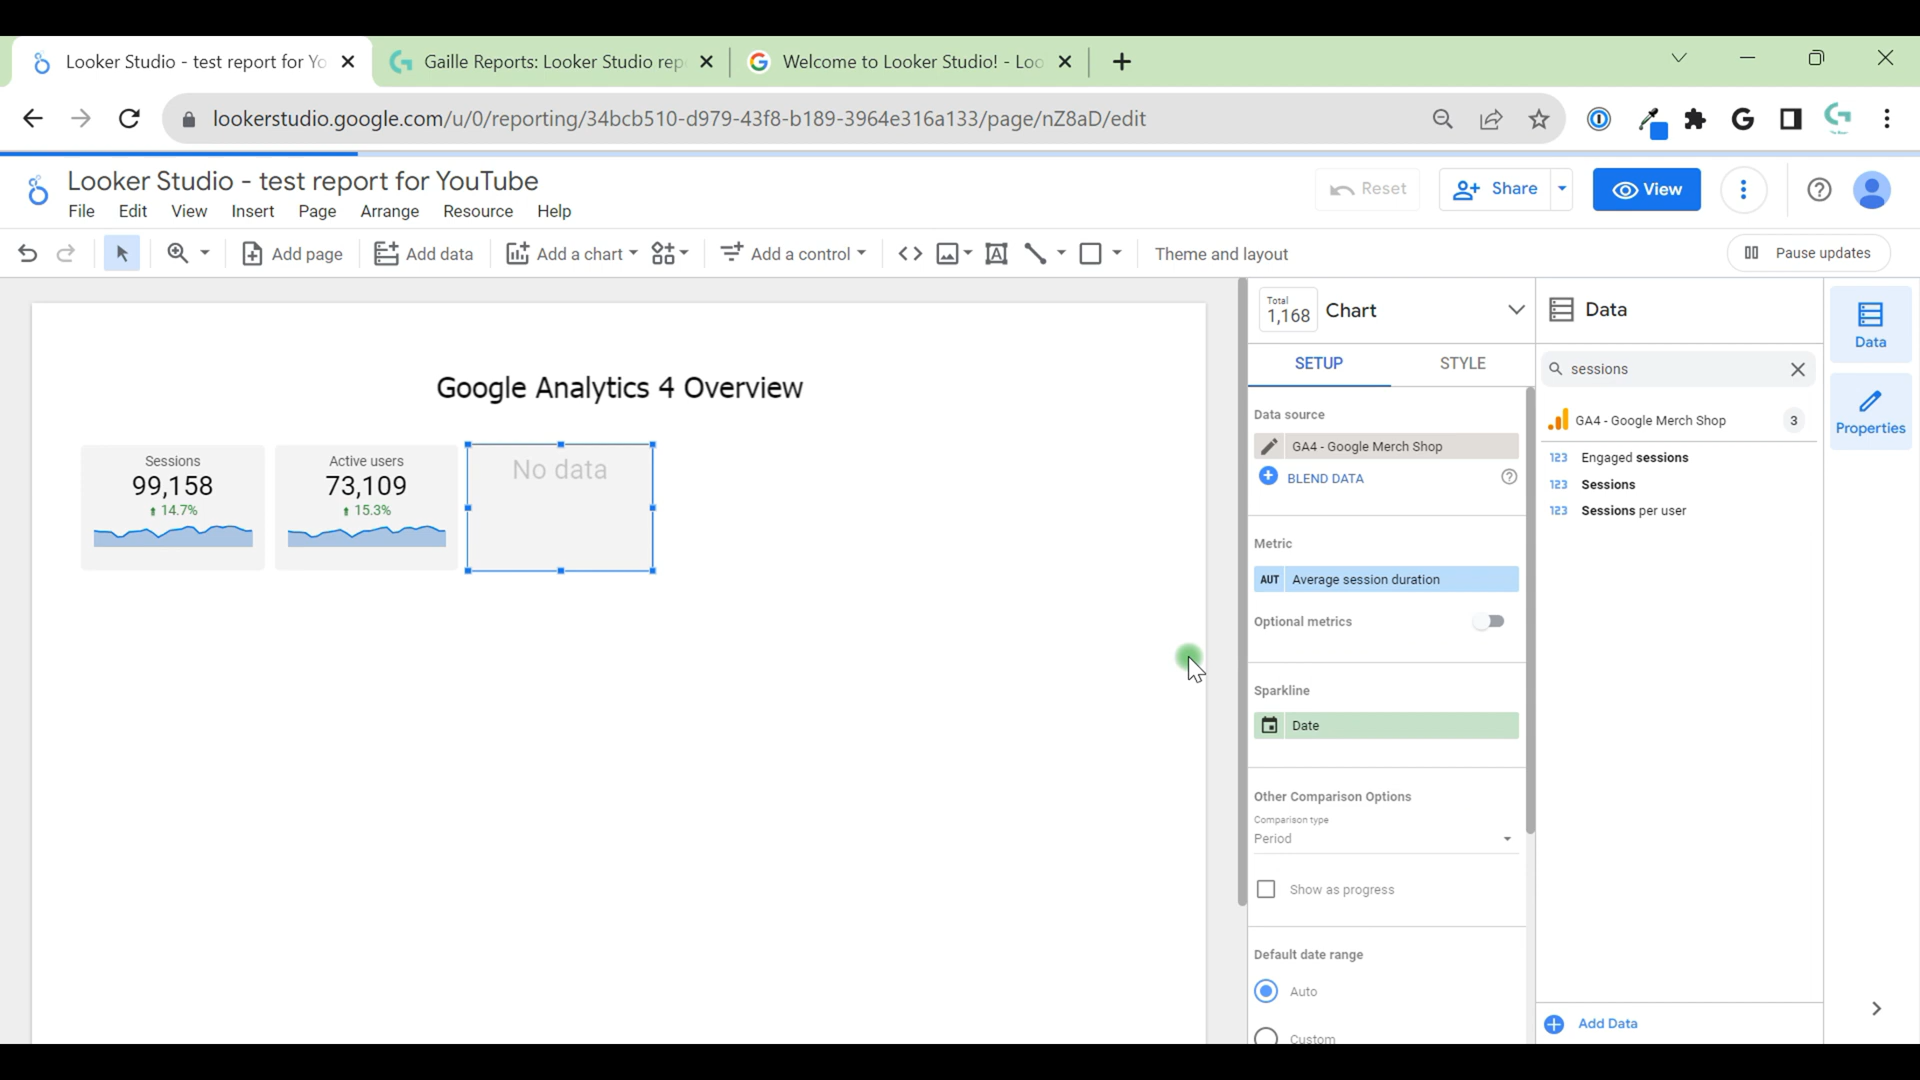 Looker Studio - test report for Yo
Gaille Reports: Looker Studio rep
Welcome to Looker Studio! - Loo
lookerstudio.google.com/u/0/reporting/34bcb510-d979-43f8-b189-3964e316a133/page/nZ8aD/edit
Looker Studio - test report for YouTube
File Edit View Insert Page Arrange Resource Help
Reset
Share
View
Add page
Add data
Add a chart
Add a control
Theme and layout
Pause updates
Google Analytics 4 Overview
Sessions
99,158
14.7%
Active users
73,109
15.3%
No data
Total
1,168
Chart
SETUP
STYLE
Data source
GA4 - Google Merch Shop
BLEND DATA
Metric
AUT Average session duration
Optional metrics
Sparkline
Date
Other Comparison Options
Comparison type
Period
Show as progress
Default date range
Auto
Custom
Data
sessions
GA4 - Google Merch Shop 3
123 Engaged sessions
123 Sessions
123 Sessions per user
Add Data
Data
Properties